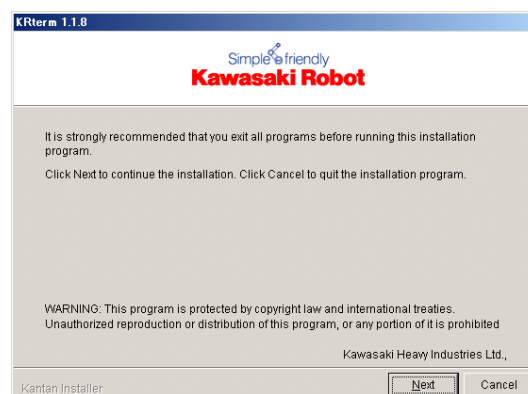 KRterm 1.1.8
Simple & friendly
Kawasaki Robot
It is strongly recommended that you exit all programs before running this installation
program.
Click Next to continue the installation. Click Cancel to quit the installation program.
WARNING: This program is protected by copyright law and international treaties.
Unauthorized reproduction or distribution of this program, or any portion of it is prohibited
Kawasaki Heavy Industries Ltd.,
Kantan Installer
Next
Cancel